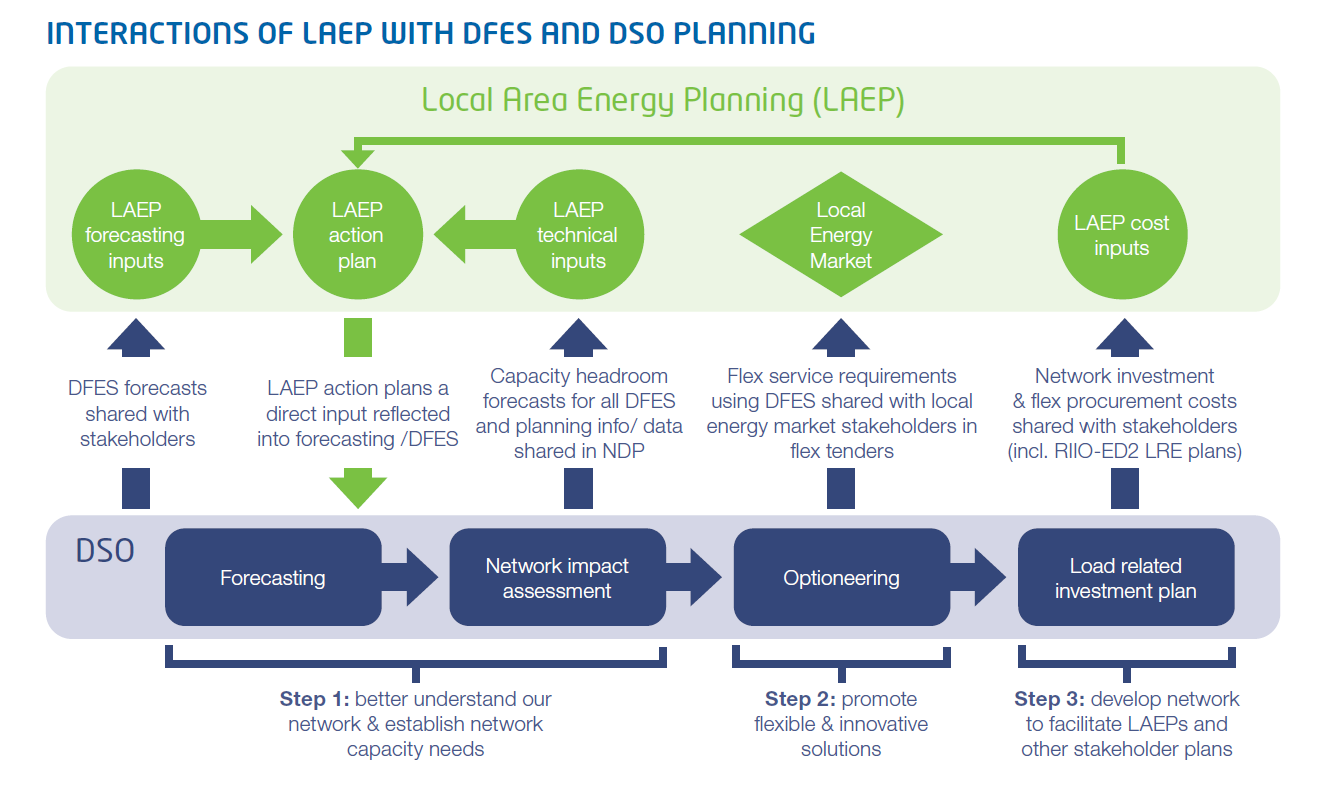 INTERACTIONS OF LAEP WITH DFES AND DSO PLANNING
Local Area Energy Planning (LAEP)
LAEP
forecasting
inputs
LAEP
action
plan
LAEP
technical
inputs
Local
Energy
Market
LAEP cost
inputs
DFES forecasts
shared with
stakeholders
LAEP action plans a
direct input reflected
into forecasting /DFES
Capacity headroom
forecasts for all DFES
and planning info/ data
shared in NDP
Flex service requirements
using DFES shared with local
energy market stakeholders in
flex tenders
Network investment
& flex procurement costs
shared with stakeholders
(incl. RIIO-ED2 LRE plans)
DSO
Forecasting
Network impact
assessment
Optioneering
Load related
investment plan
Step 1: better understand our
network & establish network
capacity needs
Step 2: promote
flexible & innovative
solutions
Step 3: develop network
to facilitate LAEPs and
other stakeholder plans